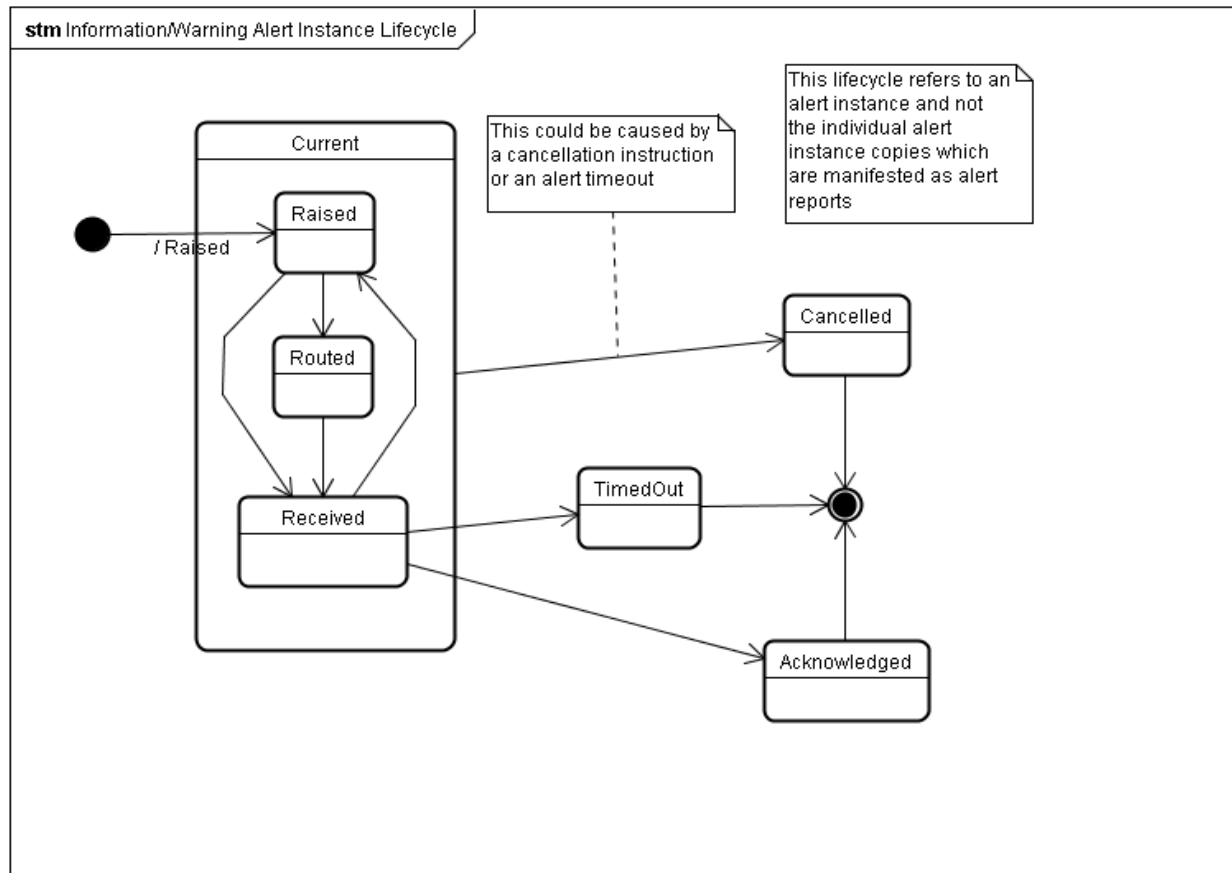 stm Information/Warning Alert Instance Lifecycle
This lifecycle refers to an
alert instance and not
the individual alert
instance copies which
are manifested as alert
reports
This could be caused by
a cancellation instruction
or an alert timeout
Current
Raised
/ Raised
Cancelled
Routed
TimedOut
Received
Acknowledged